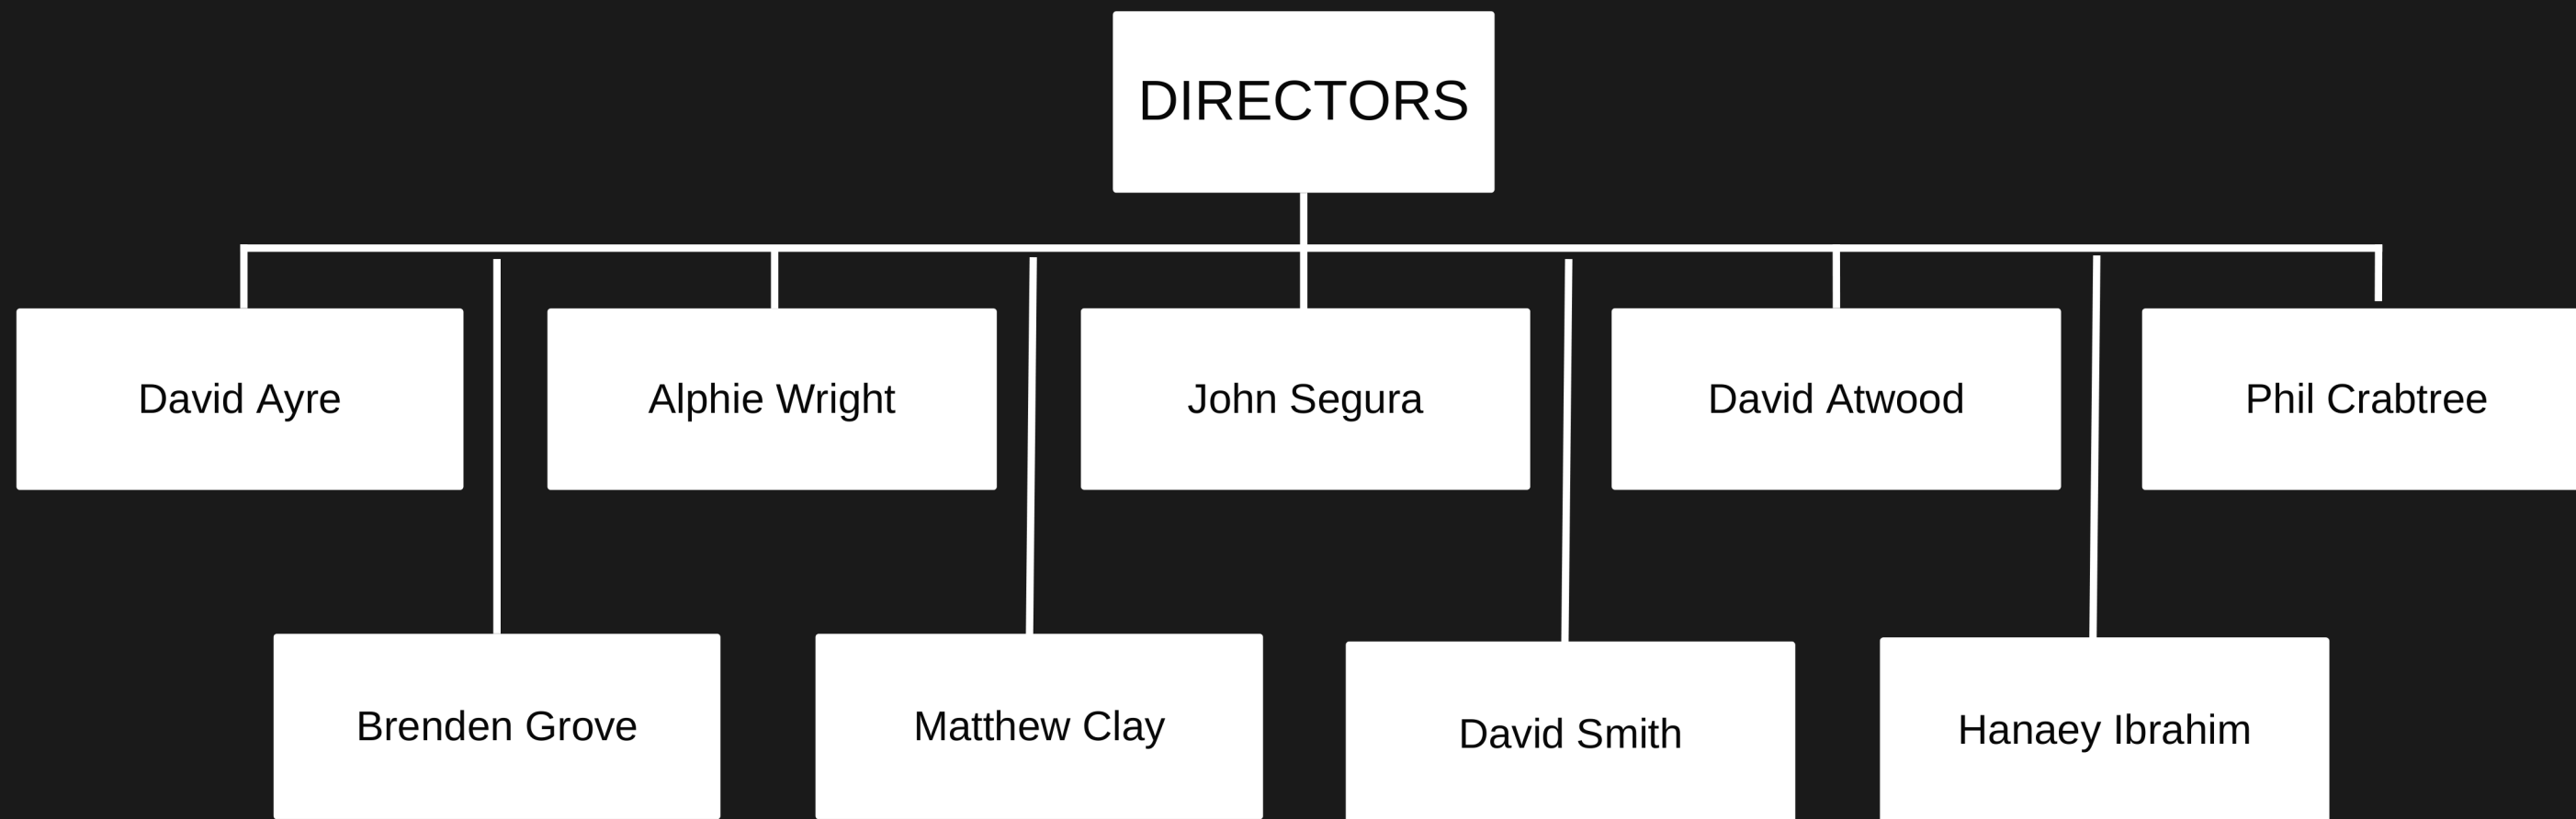 DIRECTORS
David Ayre
Alphie Wright
John Segura
David Atwood
Phil Crabtree
Brenden Grove
Matthew Clay
David Smith
Hanaey Ibrahim